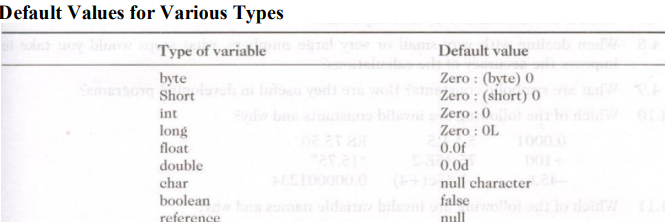 Default Values for Various Types
Type of variable Default value
byte Zero : (byte) 0
Short Zero : (short) 0
int Zero : 0
long Zero : 0L
float 0.0f
double 0.0d
char null character
boolean false
reference null